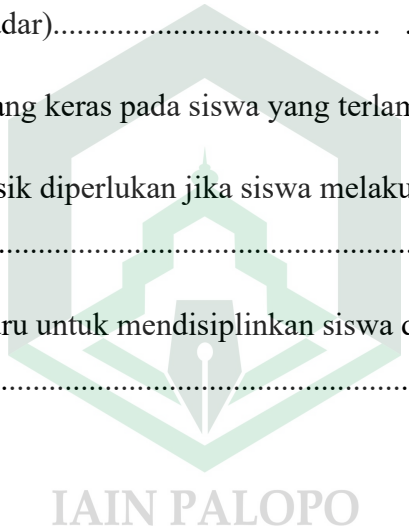 dar)..........................................
ang keras pada siswa yang terlam
sik diperlukan jika siswa melaku
....................................................
ru untuk mendisiplinkan siswa d
....................................................
IAIN PALOPO